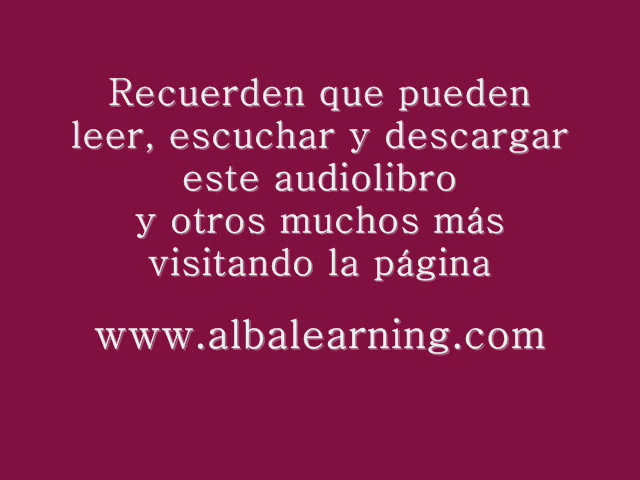 Recuerden que pueden
leer, escuchar y descargar
este audiolibro
y otros muchos más
visitando la página
www.albalearning.com